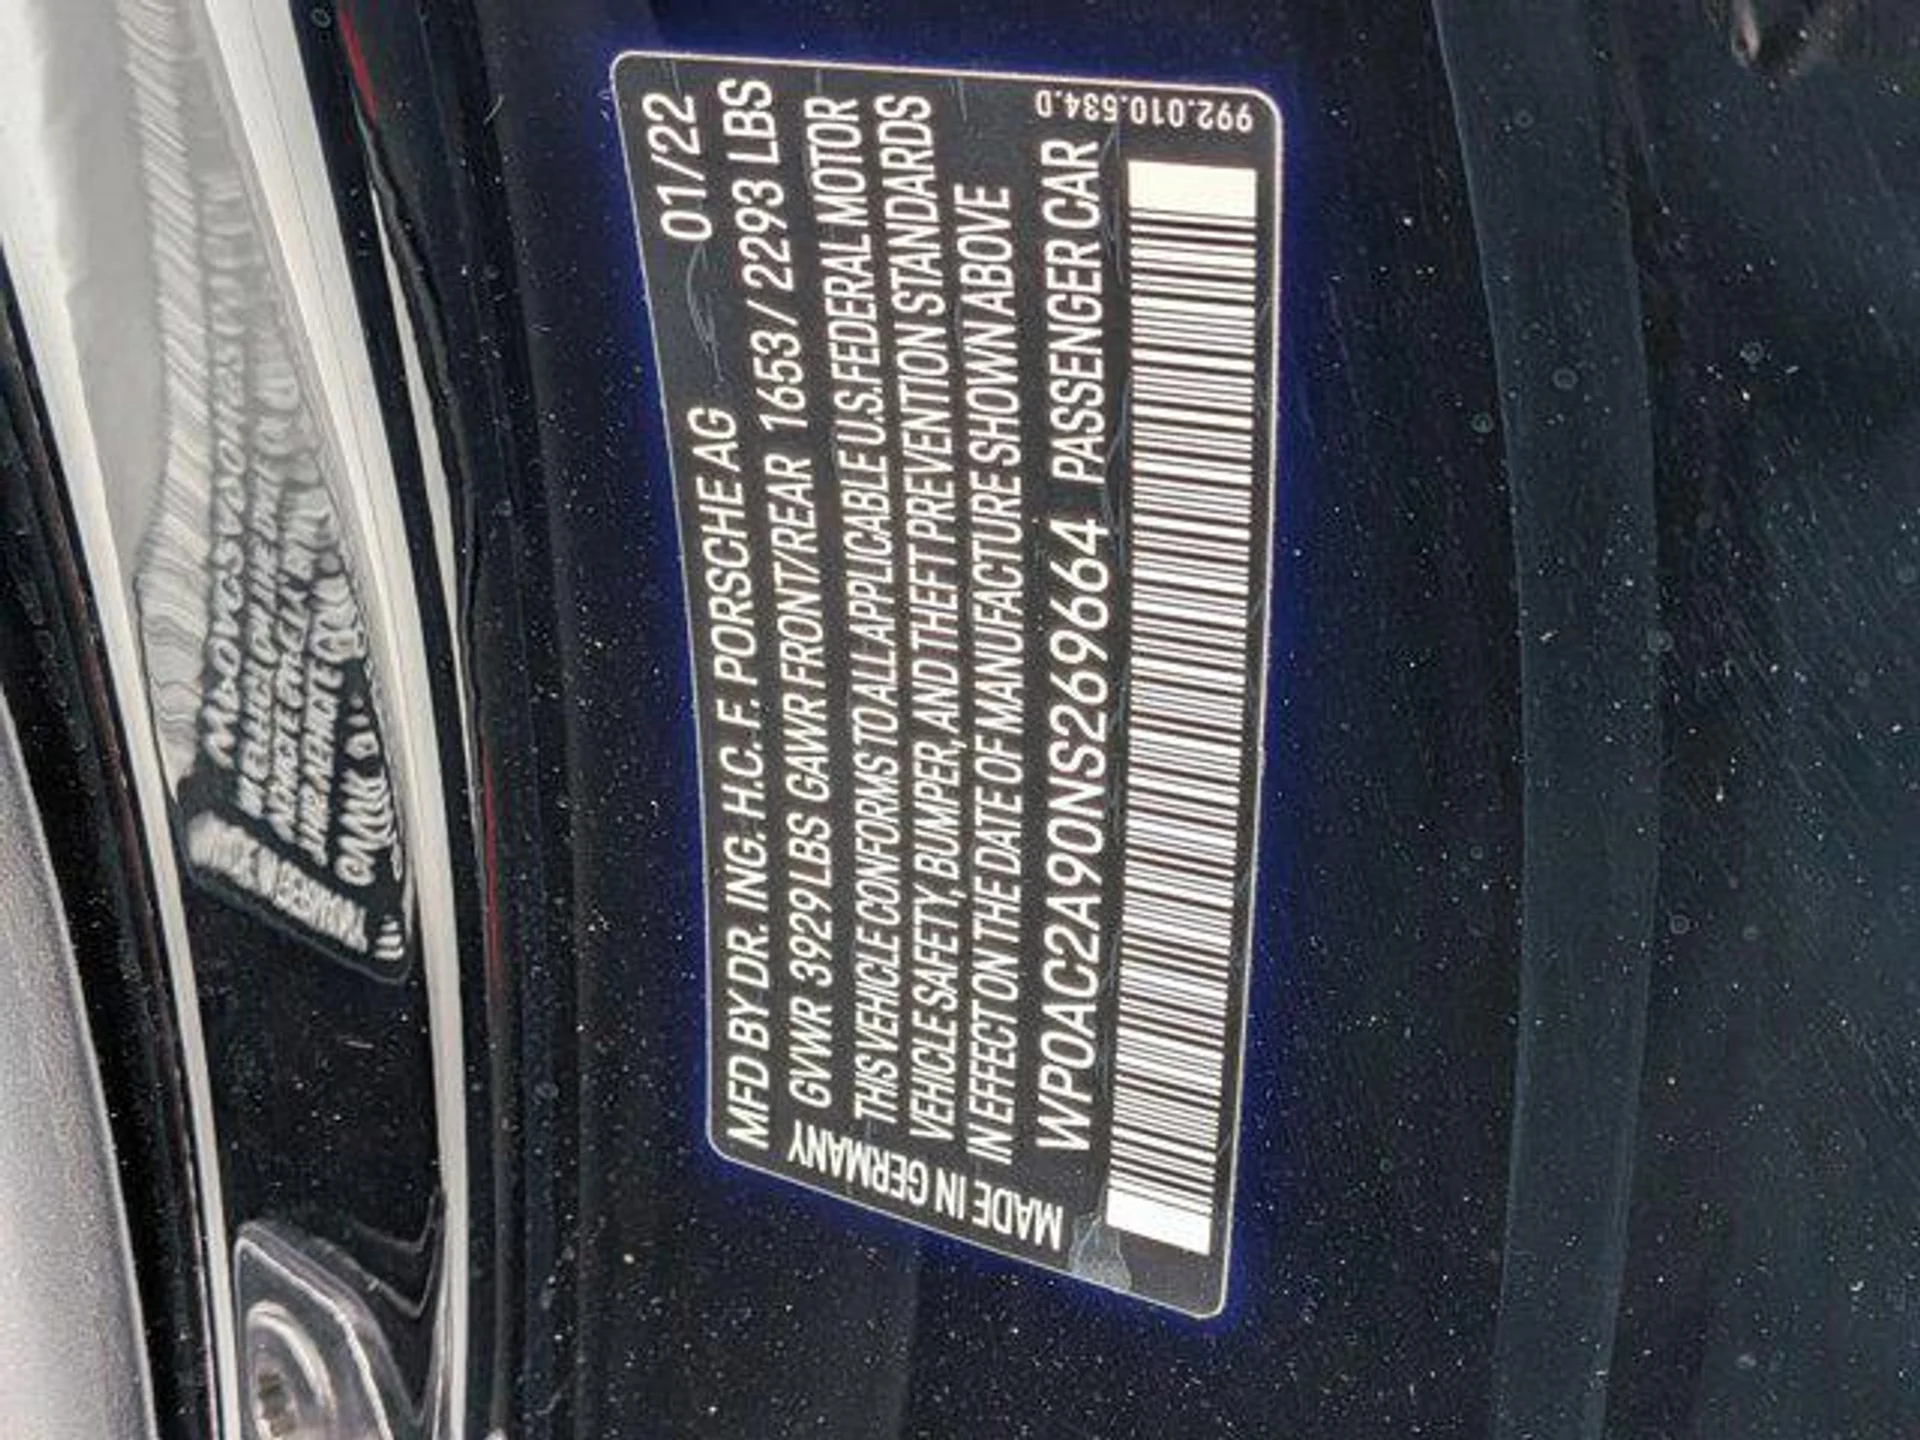 MFD BY DR. ING. H.C. F. PORSCHE AG 01/22
GVWR 3929 LBS GAWR FRONT/REAR 1653 / 2293 LBS
THIS VEHICLE CONFORMS TO ALL APPLICABLE U.S. FEDERAL MOTOR
VEHICLE SAFETY, BUMPER, AND THEFT PREVENTION STANDARDS
IN EFFECT ON THE DATE OF MANUFACTURE SHOWN ABOVE
WP0AC2A90NS269664 PASSENGER CAR
MADE IN GERMANY
992.010.534.D